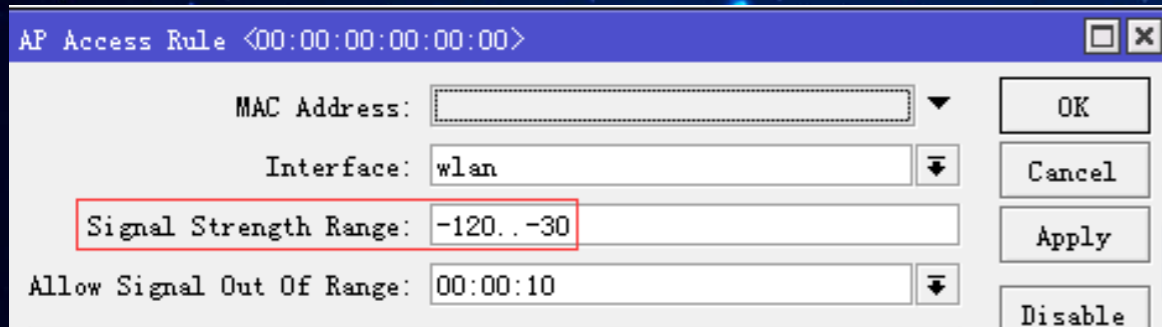 AP Access Rule <00:00:00:00:00:00>
MAC Address:
OK
Interface: wlan
Cancel
Signal Strength Range: -120..-30
Apply
Allow Signal Out Of Range: 00:00:10
Disable